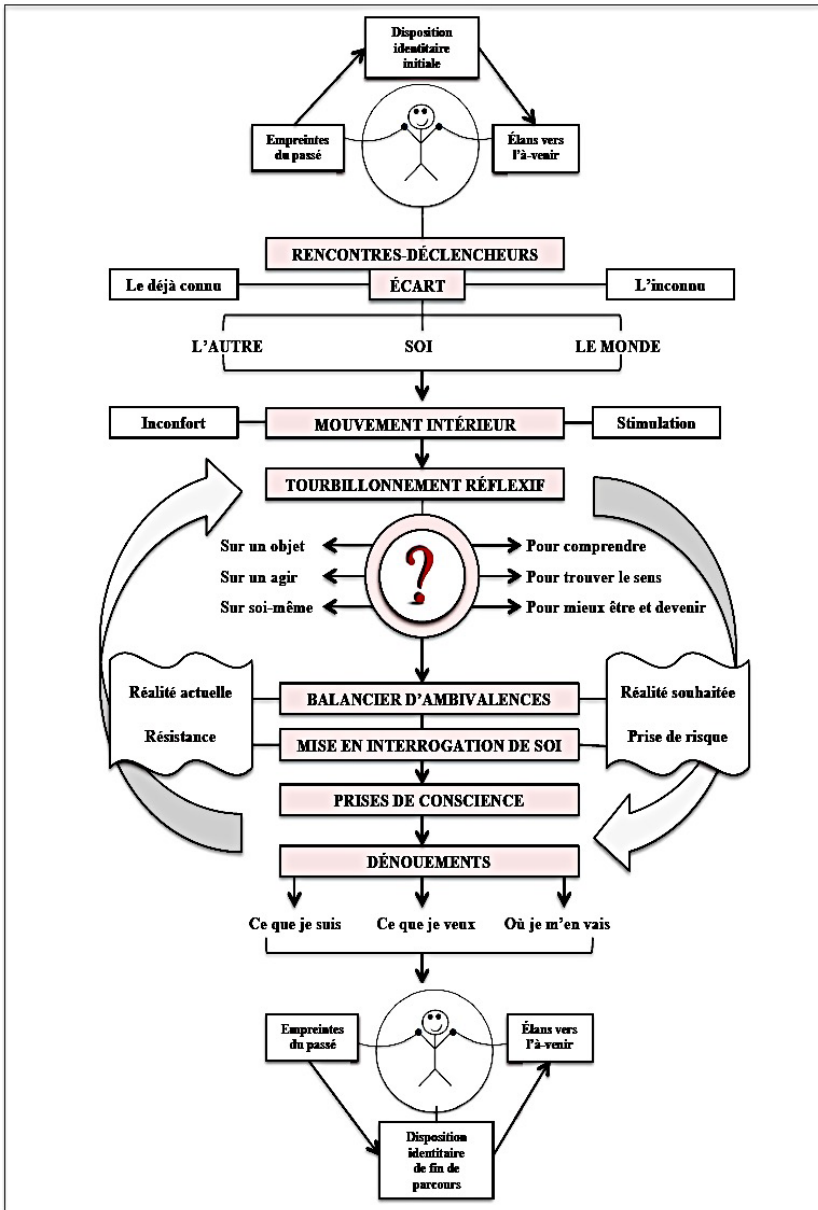 Disposition
identitaire
initiale
Empreintes
du passé
Élans vers
l'à-venir
RENCONTRES-DÉCLENCHEURS
Le déjà connu
ÉCART
L'inconnu
L'AUTRE
SOI
LE MONDE
Inconfort
MOUVEMENT INTÉRIEUR
Stimulation
TOURBILLONNEMENT RÉFLEXIF
Sur un objet
Pour comprendre
Sur un agir
?
Pour trouver le sens
Sur soi-même
Pour mieux être et devenir
Réalité actuelle
BALANCIER D'AMBIVALENCES
Réalité souhaitée
Résistance
MISE EN INTERROGATION DE SOI
Prise de risque
PRISES DE CONSCIENCE
DÉNOUEMENTS
Ce que je suis
Ce que je veux
Où je m'en vais
Empreintes
du passé
Élans vers
l'à-venir
Disposition
identitaire
de fin de
parcours